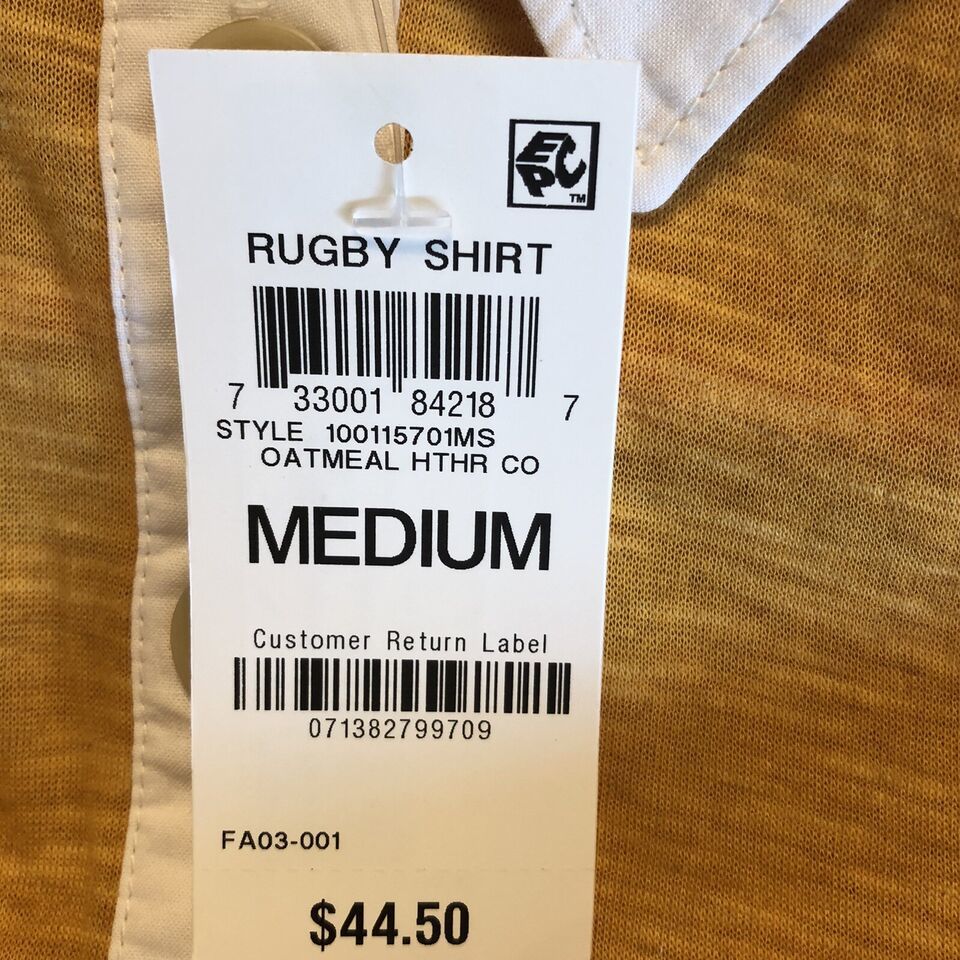 EPC
TM
RUGBY SHIRT
7 33001 84218 7
STYLE 100115701MS
OATMEAL HTHR CO
MEDIUM
Customer Return Label
071382799709
FA03-001
$44.50